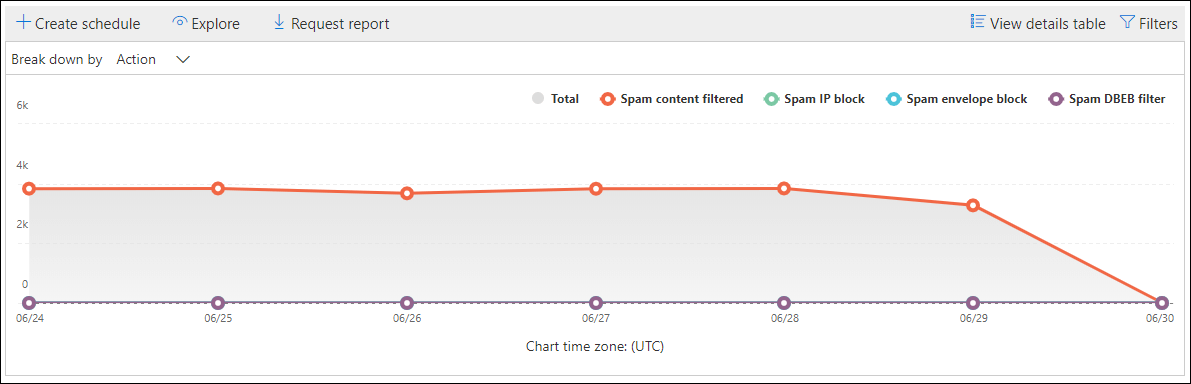 Create schedule Explore Request report View details table Filters
Break down by Action
Total Spam content filtered Spam IP block Spam envelope block Spam DBEB filter
6k
4k
2k
0
06/24 06/25 06/26 06/27 06/28 06/29 06/30
Chart time zone: (UTC)